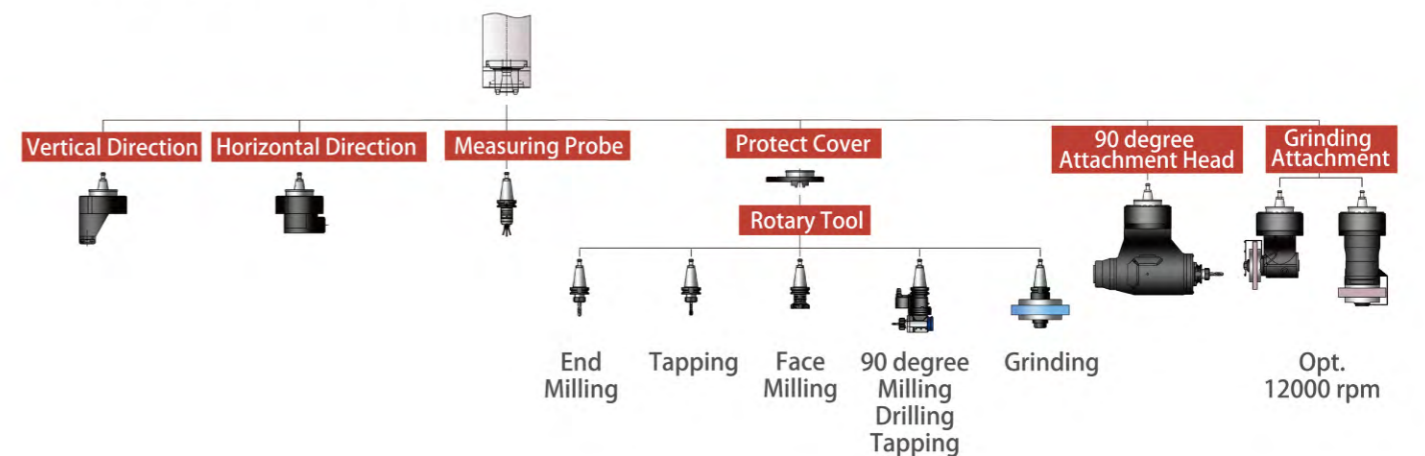 Vertical Direction
Horizontal Direction
Measuring Probe
Protect Cover
90 degree
Attachment Head
Grinding
Attachment
Rotary Tool
End
Milling
Tapping
Face
Milling
90 degree
Milling
Drilling
Tapping
Grinding
Opt.
12000 rpm